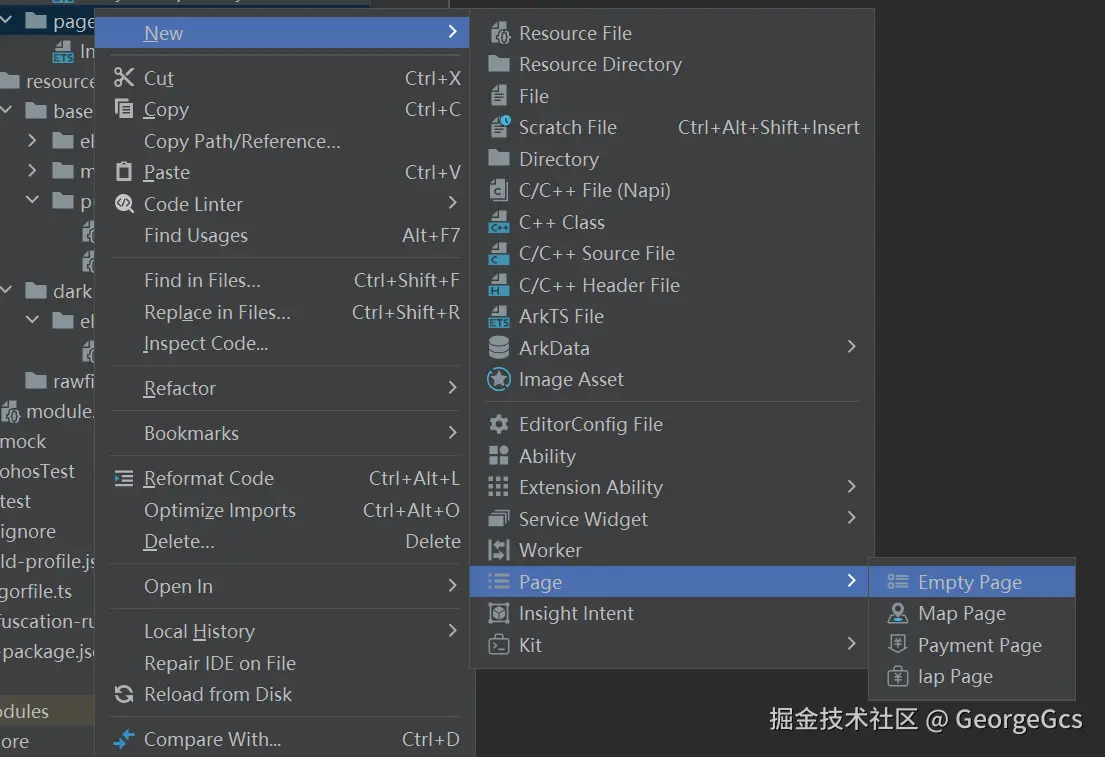 page
In
resource
base
el
m
pr
dark
el
rawfi
module.
mock
ohosTest
test
ignore
ld-profile.js
gorfile.ts
fuscation-ru
-package.jso
odules
ore
New
Cut Ctrl+X
Copy Ctrl+C
Copy Path/Reference...
Paste Ctrl+V
Code Linter
Find Usages Alt+F7
Find in Files... Ctrl+Shift+F
Replace in Files... Ctrl+Shift+R
Inspect Code...
Refactor
Bookmarks
Reformat Code Ctrl+Alt+L
Optimize Imports Ctrl+Alt+O
Delete... Delete
Open In
Local History
Repair IDE on File
Reload from Disk
Compare With... Ctrl+D
Resource File
Resource Directory
File
Scratch File Ctrl+Alt+Shift+Insert
Directory
C/C++ File (Napi)
C++ Class
C/C++ Source File
C/C++ Header File
ArkTS File
ArkData
Image Asset
EditorConfig File
Ability
Extension Ability
Service Widget
Worker
Page
Insight Intent
Kit
Empty Page
Map Page
Payment Page
Iap Page
掘金技术社区 @ GeorgeGcs